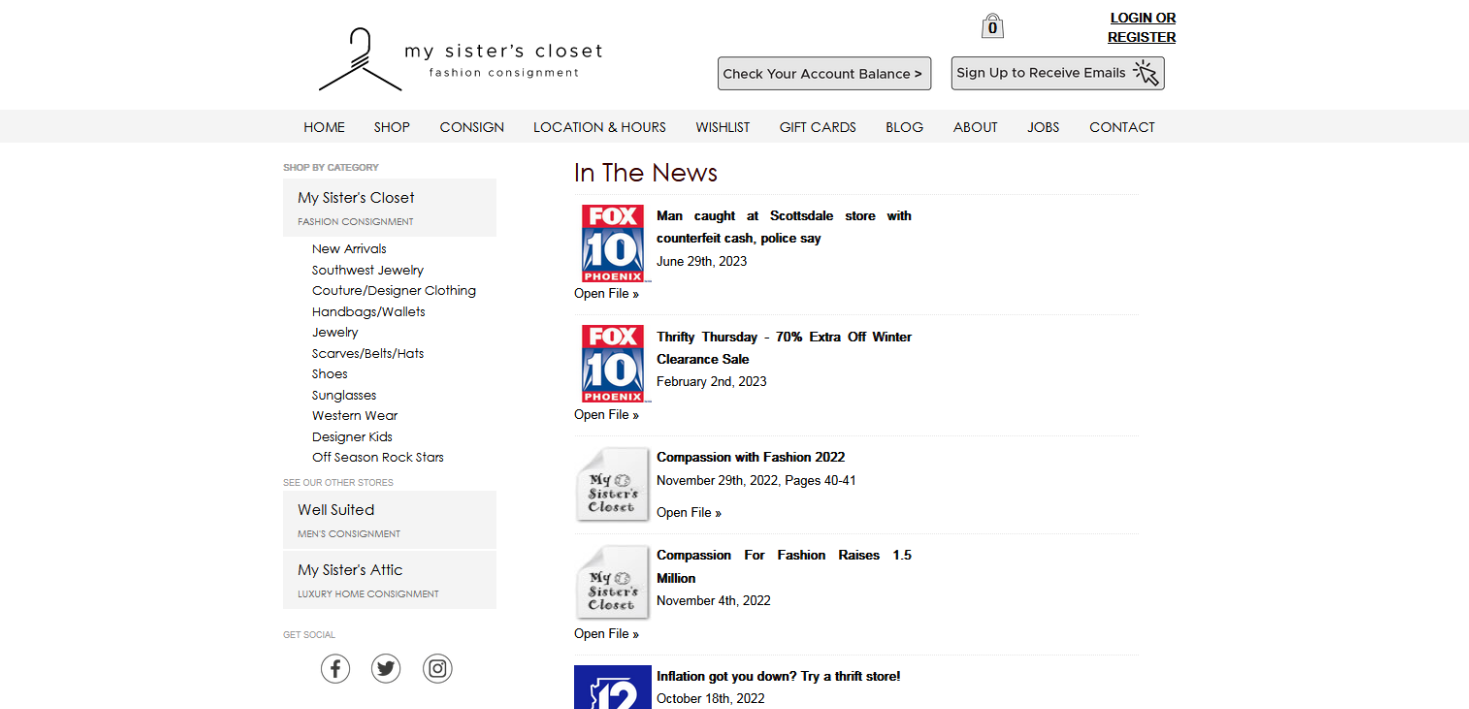 my sister's closet
fashion consignment
0
LOGIN OR
REGISTER
Check Your Account Balance >
Sign Up to Receive Emails
HOME SHOP CONSIGN LOCATION & HOURS WISHLIST GIFT CARDS BLOG ABOUT JOBS CONTACT
SHOP BY CATEGORY
My Sister's Closet
FASHION CONSIGNMENT
New Arrivals
Southwest Jewelry
Couture/Designer Clothing
Handbags/Wallets
Jewelry
Scarves/Belts/Hats
Shoes
Sunglasses
Western Wear
Designer Kids
Off Season Rock Stars
SEE OUR OTHER STORES
Well Suited
MEN'S CONSIGNMENT
My Sister's Attic
LUXURY HOME CONSIGNMENT
GET SOCIAL
In The News
FOX
10
PHOENIX
Man caught at Scottsdale store with
counterfeit cash, police say
June 29th, 2023
Open File »
FOX
10
PHOENIX
Thrifty Thursday - 70% Extra Off Winter
Clearance Sale
February 2nd, 2023
Open File »
My
Sister's
Closet
Compassion with Fashion 2022
November 29th, 2022, Pages 40-41
Open File »
My
Sister's
Closet
Compassion For Fashion Raises 1.5
Million
November 4th, 2022
Open File »
12
Inflation got you down? Try a thrift store!
October 18th, 2022